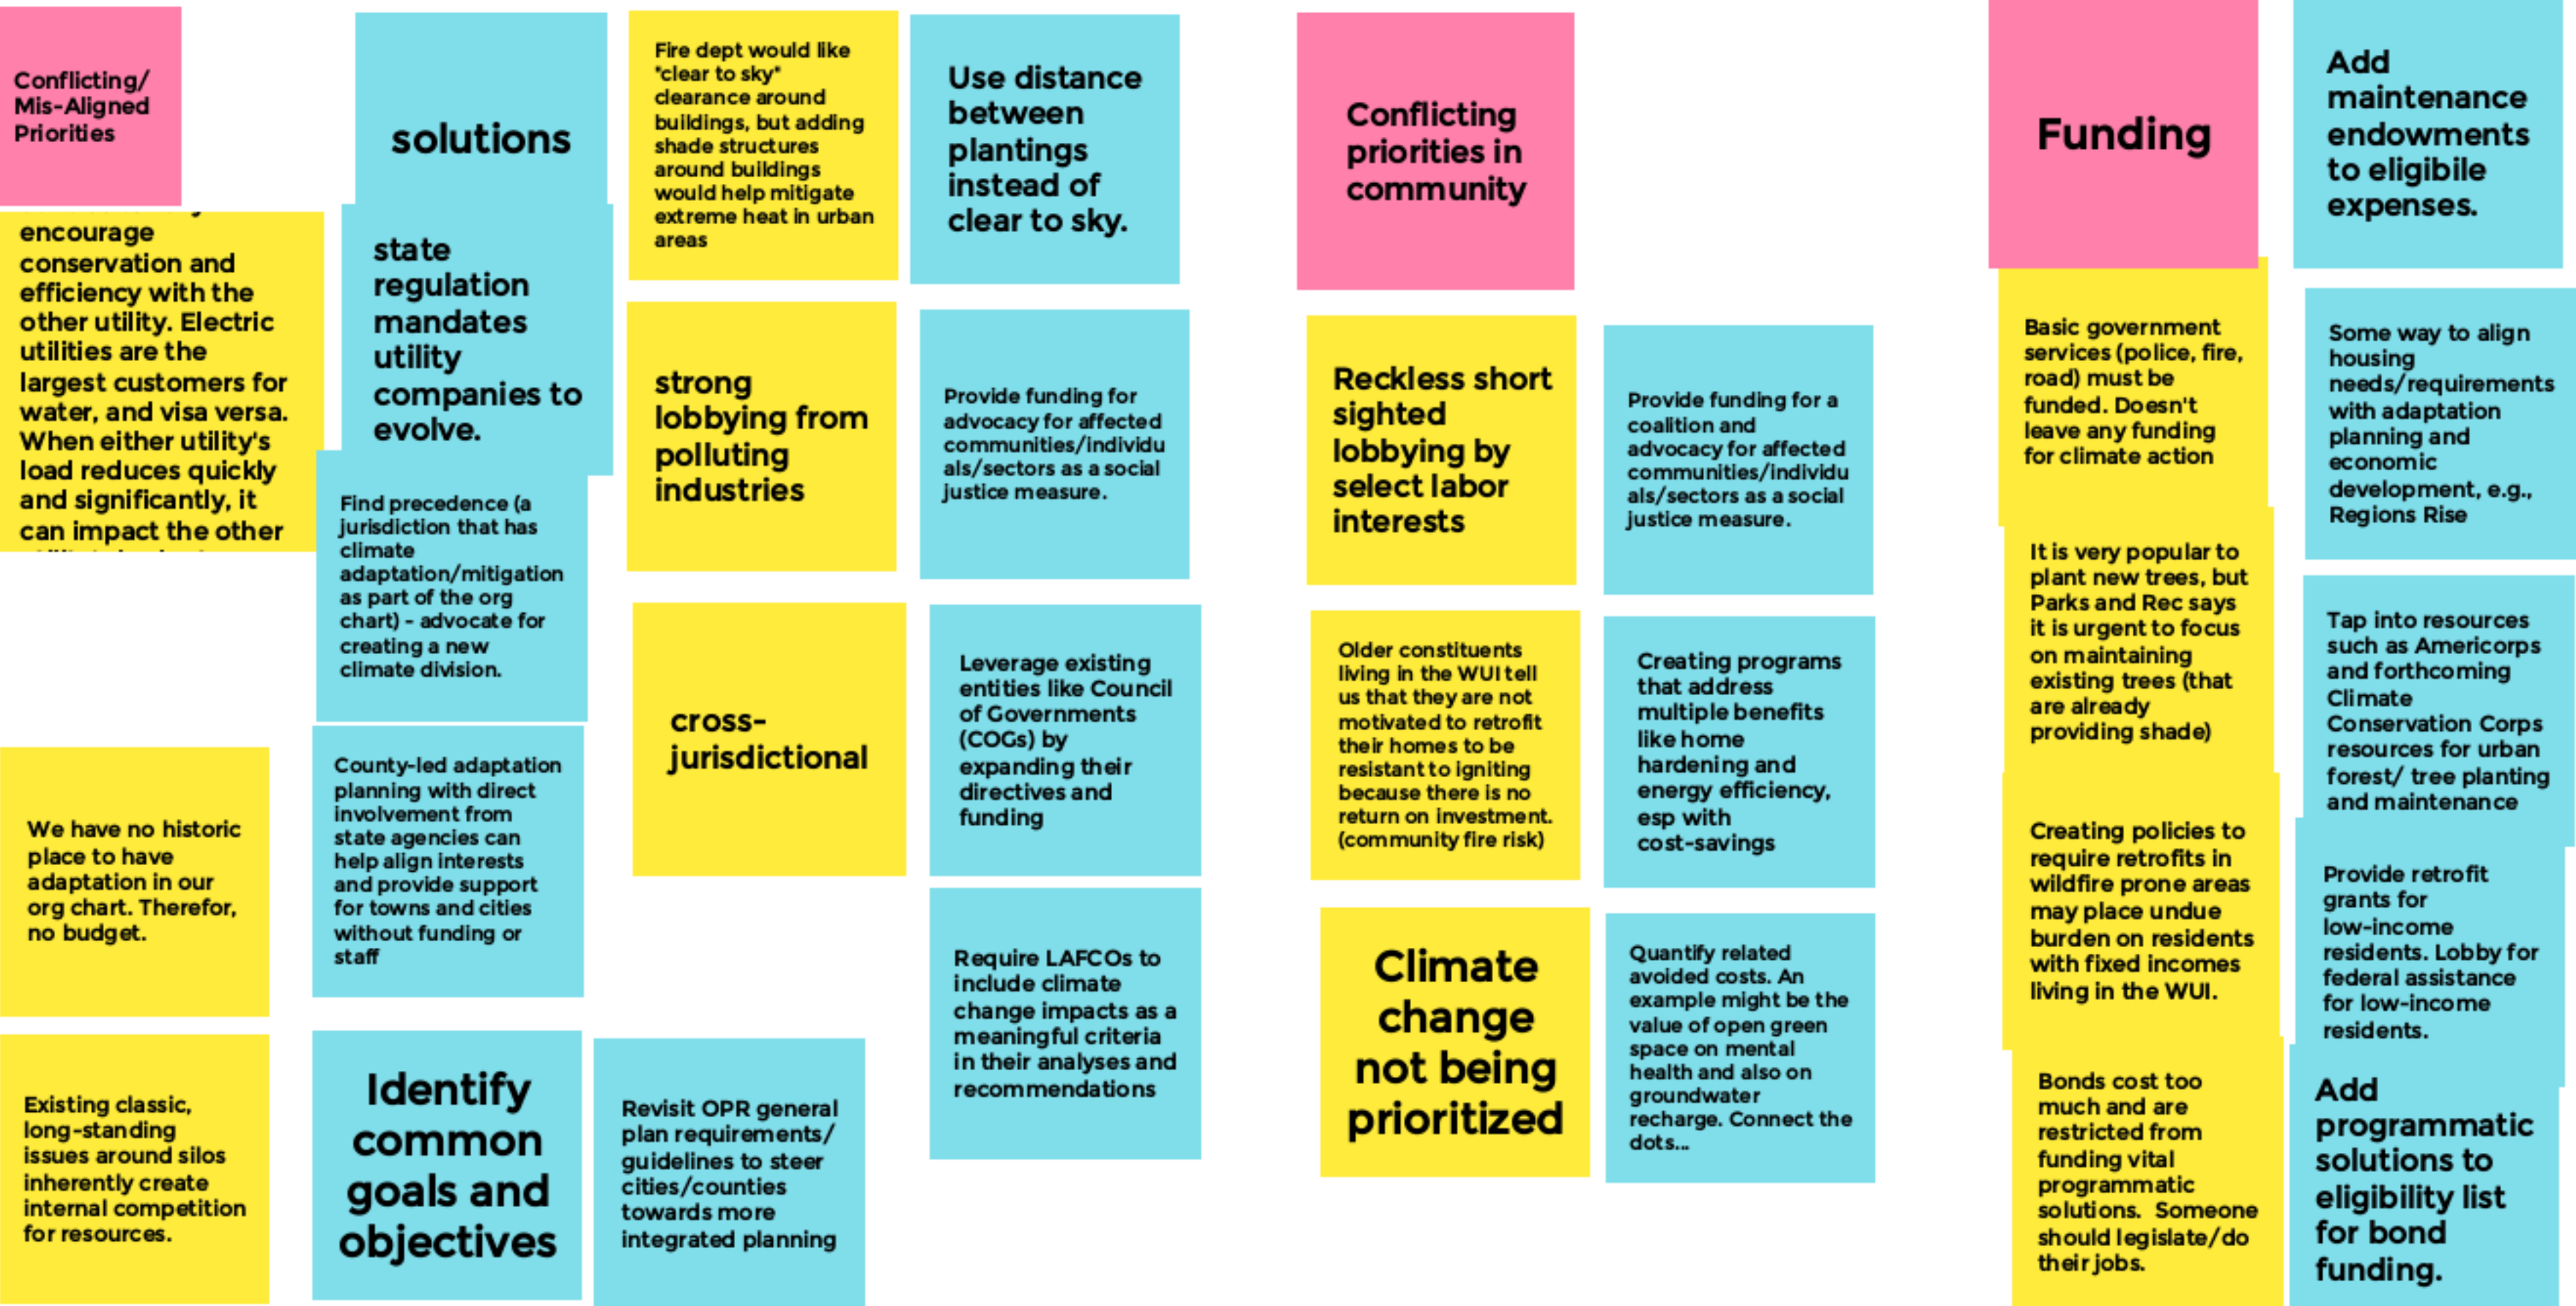 Conflicting/
Mis-Aligned
Priorities
encourage
conservation and
efficiency with the
other utility. Electric
utilities are the
largest customers for
water, and visa versa.
When either utility's
load reduces quickly
and significantly, it
can impact the other
We have no historic
place to have
adaptation in our
org chart. Therefor,
no budget.
Existing classic,
long-standing
issues around silos
inherently create
internal competition
for resources.
solutions
state
regulation
mandates
utility
companies to
evolve.
Find precedence (a
jurisdiction that has
climate
adaptation/mitigation
as part of the org
chart) - advocate for
creating a new
climate division.
County-led adaptation
planning with direct
involvement from
state agencies can
help align interests
and provide support
for towns and cities
without funding or
staff
Identify
common
goals and
objectives
Revisit OPR general
plan requirements/
guidelines to steer
cities/counties
towards more
integrated planning
Fire dept would like
"clear to sky"
clearance around
buildings, but adding
shade structures
around buildings
would help mitigate
extreme heat in urban
areas
strong
lobbying from
polluting
industries
cross-
jurisdictional
Use distance
between
plantings
instead of
clear to sky.
Provide funding for
advocacy for affected
communities/individu
als/sectors as a social
justice measure.
Leverage existing
entities like Council
of Governments
(COGs) by
expanding their
directives and
funding
Require LAFCOs to
include climate
change impacts as a
meaningful criteria
in their analyses and
recommendations
Conflicting
priorities in
community
Reckless short
sighted
lobbying by
select labor
interests
Older constituents
living in the WUI tell
us that they are not
motivated to retrofit
their homes to be
resistant to igniting
because there is no
return on investment.
(community fire risk)
Climate
change
not being
prioritized
Provide funding for a
coalition and
advocacy for affected
communities/individu
als/sectors as a social
justice measure.
Creating programs
that address
multiple benefits
like home
hardening and
energy efficiency,
esp with
cost-savings
Quantify related
avoided costs. An
example might be the
value of open green
space on mental
health and also on
groundwater
recharge. Connect the
dots...
Funding
Basic government
services (police, fire,
road) must be
funded. Doesn't
leave any funding
for climate action
It is very popular to
plant new trees, but
Parks and Rec says
it is urgent to focus
on maintaining
existing trees (that
are already
providing shade)
Creating policies to
require retrofits in
wildfire prone areas
may place undue
burden on residents
with fixed incomes
living in the WUI.
Bonds cost too
much and are
restricted from
funding vital
programmatic
solutions. Someone
should legislate/do
their jobs.
Add
maintenance
endowments
to eligibile
expenses.
Some way to align
housing
needs/requirements
with adaptation
planning and
economic
development, e.g.,
Regions Rise
Tap into resources
such as Americorps
and forthcoming
Climate
Conservation Corps
resources for urban
forest/ tree planting
and maintenance
Provide retrofit
grants for
low-income
residents. Lobby for
federal assistance
for low-income
residents.
Add
programmatic
solutions to
eligibility list
for bond
funding.